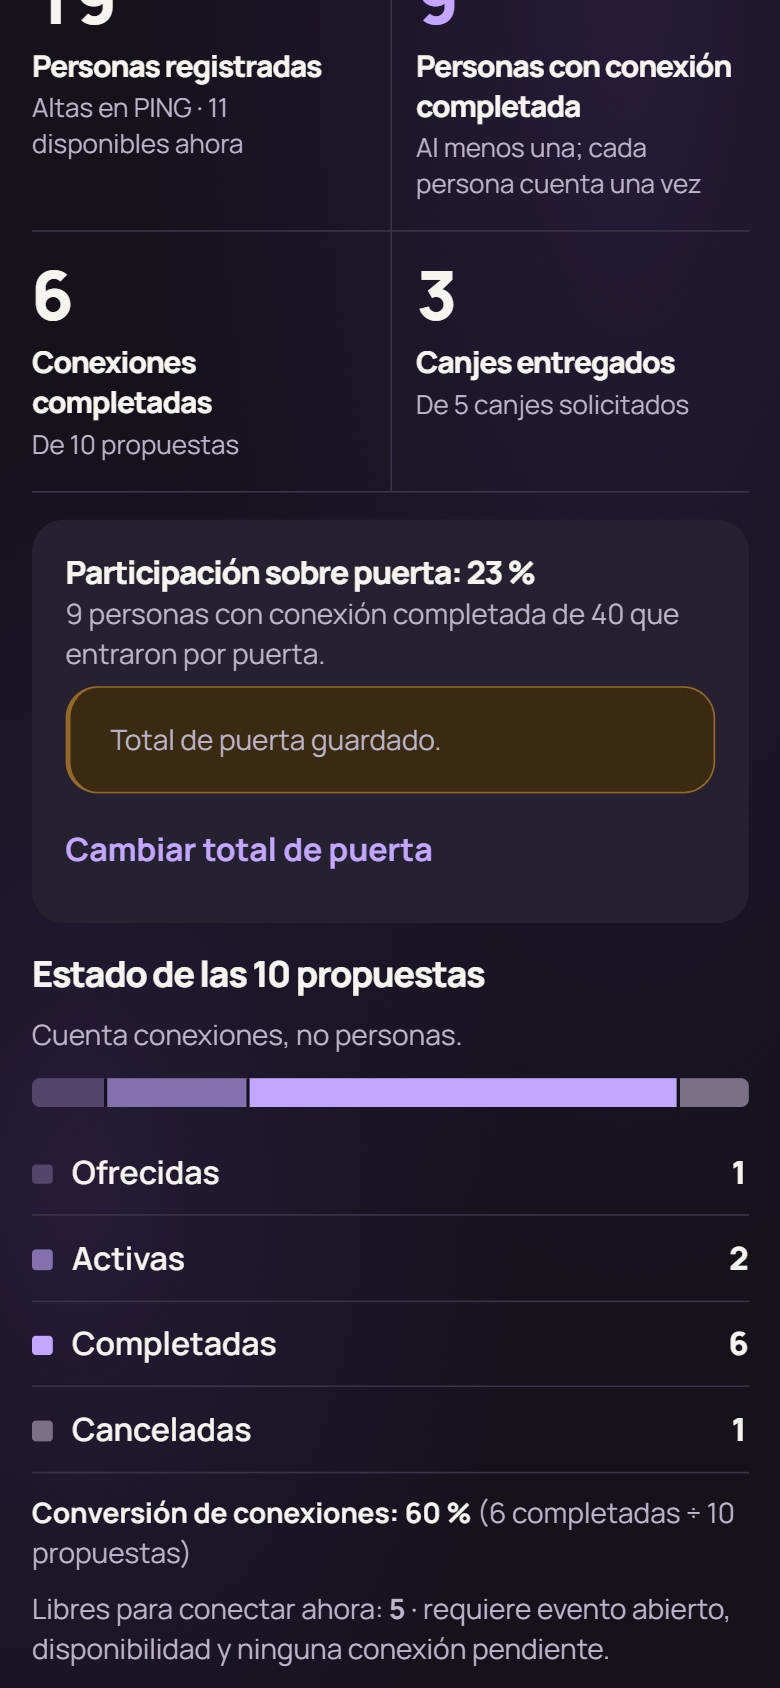 19
9
Personas registradas
Altas en PING · 11
disponibles ahora
Personas con conexión
completada
Al menos una; cada
persona cuenta una vez
6
Conexiones
completadas
De 10 propuestas
3
Canjes entregados
De 5 canjes solicitados
Participación sobre puerta: 23 %
9 personas con conexión completada de 40 que
entraron por puerta.
Total de puerta guardado.
Cambiar total de puerta
Estado de las 10 propuestas
Cuenta conexiones, no personas.
Ofrecidas 1
Activas 2
Completadas 6
Canceladas 1
Conversión de conexiones: 60 % (6 completadas ÷ 10
propuestas)
Libres para conectar ahora: 5 · requiere evento abierto,
disponibilidad y ninguna conexión pendiente.